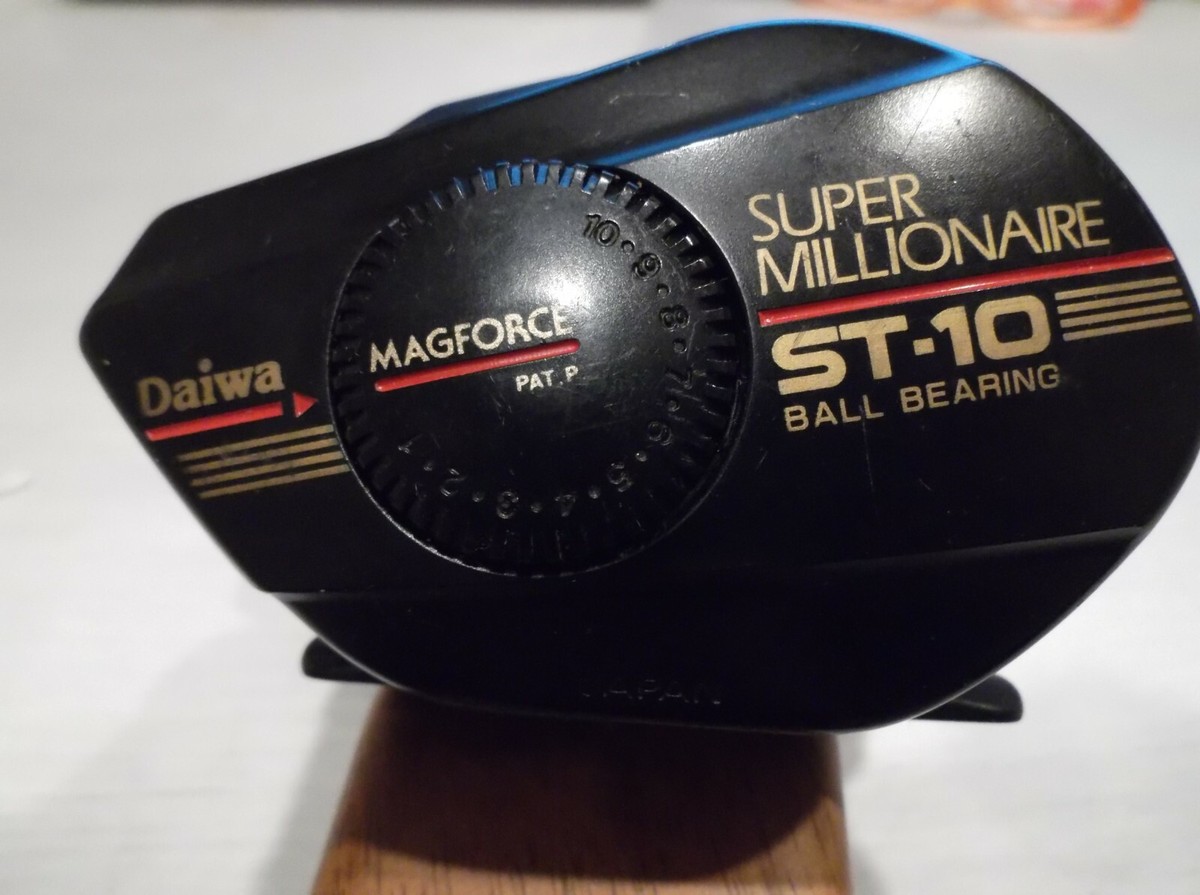 Daiwa
MAGFORCE
PAT.P
10·9·8·7·6·5·4·3·2·1
SUPER
MILLIONAIRE
ST-10
BALL BEARING
JAPAN